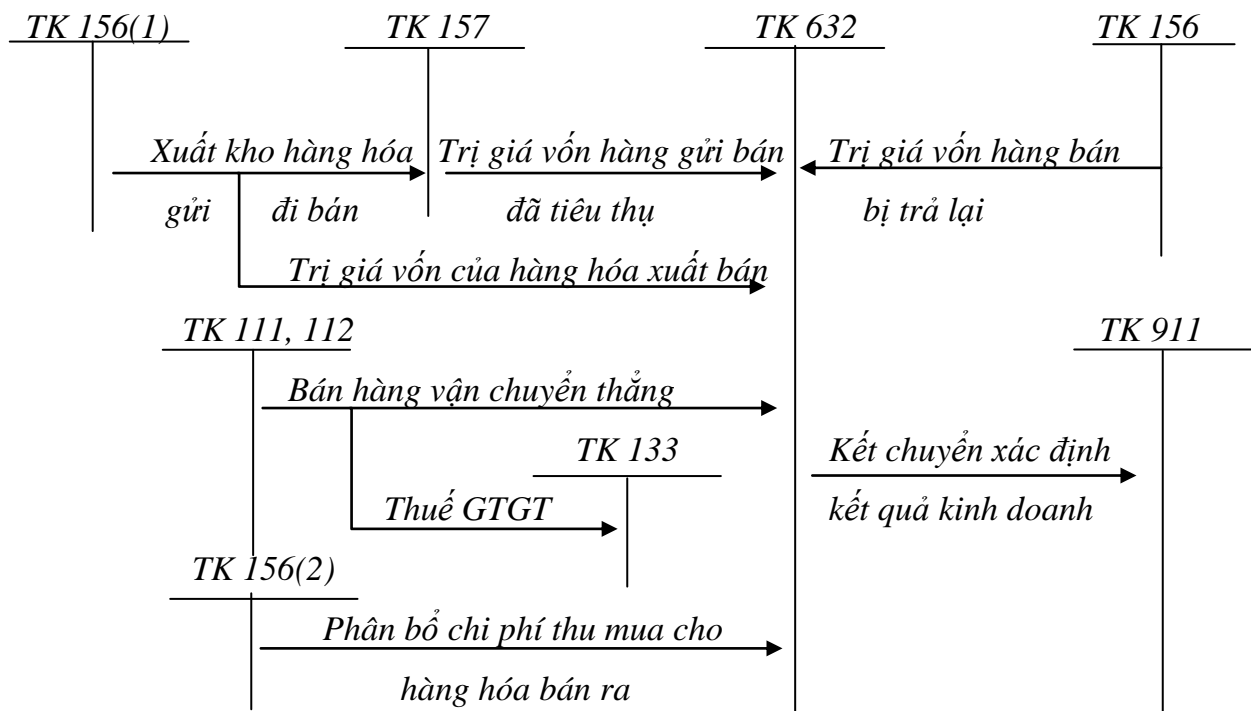 TK 156(1) TK 157 TK 632 TK 156
Xuất kho hàng hóa Trị giá vốn hàng gửi bán Trị giá vốn hàng bán
gửi đi bán đã tiêu thụ bị trả lại
Trị giá vốn của hàng hóa xuất bán
TK 111, 112 TK 911
Bán hàng vận chuyển thẳng
TK 133 Kết chuyển xác định
Thuế GTGT kết quả kinh doanh
TK 156(2)
Phân bổ chi phí thu mua cho
hàng hóa bán ra